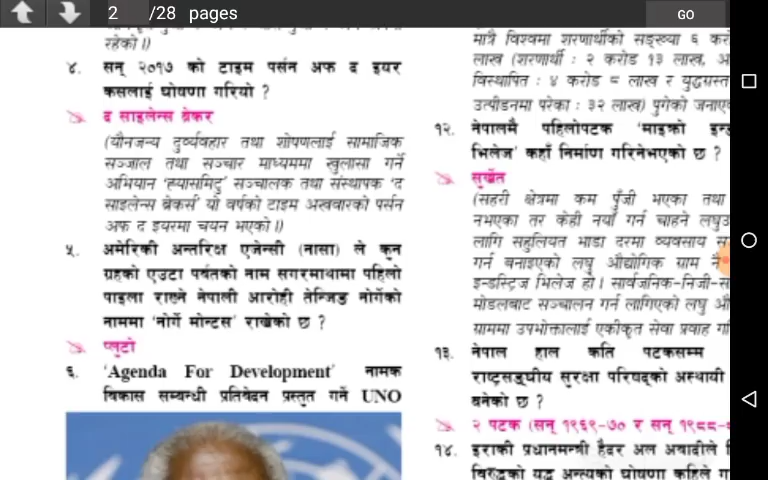 2 /28 pages
GO
रहेको ।)
४. सन् २०१७ को टाइम पर्सन अफ द इयर
कसलाई घोषणा गरियो ?
द साइलेन्स ब्रेकर
(यौनजन्य दुर्व्यवहार तथा शोषणलाई सामाजिक
सञ्जाल तथा सञ्चार माध्यममा खुलासा गर्ने
अभियान 'ह्यासमिटु' सञ्चालक तथा संस्थापक 'द
साइलेन्स ब्रेकर्स' यो वर्षको टाइम अखवारको पर्सन
अफ द इयरमा चयन भएको ।)
५. अमेरिकी अन्तरिक्ष एजेन्सी (नासा) ले कुन
ग्रहको एउटा पर्वतको नाम सगरमाथामा पहिलो
पाइला राख्ने नेपाली आरोही तेन्जिङ नोर्गेको
नाममा 'नोर्गे मोन्टस' राखेको छ ?
प्लूटो
६. 'Agenda For Development' नामक
विकास सम्बन्धी प्रतिवेदन प्रस्तुत गर्ने UNO
मात्रै विश्वमा शरणार्थीको सङ्ख्या ६ करो
लाख (शरणार्थी : २ करोड १३ लाख, अ
विस्थापित : ४ करोड ८ लाख र युद्धग्रस्त
उत्पीडनमा परेका : ३२ लाख) पुगेको जनाएक
१२. नेपालमै पहिलोपटक 'माइको इन्ड
भिलेज' कहाँ निर्माण गरिनेभएको छ ?
सुर्खेत
(सहरी क्षेत्रमा कम पुँजी भएका तथा
नभएका तर केही नयाँ गर्न चाहने लघुउ
लागि सहुलियत भाडा दरमा व्यवसाय स
गर्न बनाइएको लघु औद्योगिक ग्राम नै
इन्डस्ट्रिज भिलेज हो । सार्वजनिक-निजी-स
मोडलबाट सञ्चालन गर्न लागिएको लघु औ
ग्राममा उपभोक्तालाई एकीकृत सेवा प्रवाह गरि
१३. नेपाल हाल कति पटकसम्म
राष्ट्रसङ्घीय सुरक्षा परिषद्को अस्थायी
बनेको छ ?
२ पटक (सन् १९६९-७० र सन् १९८८-
१४. इराकी प्रधानमन्त्री हैदर अल अवादीले
विरुद्धको युद्ध अन्त्यको घोषणा कहिले ग